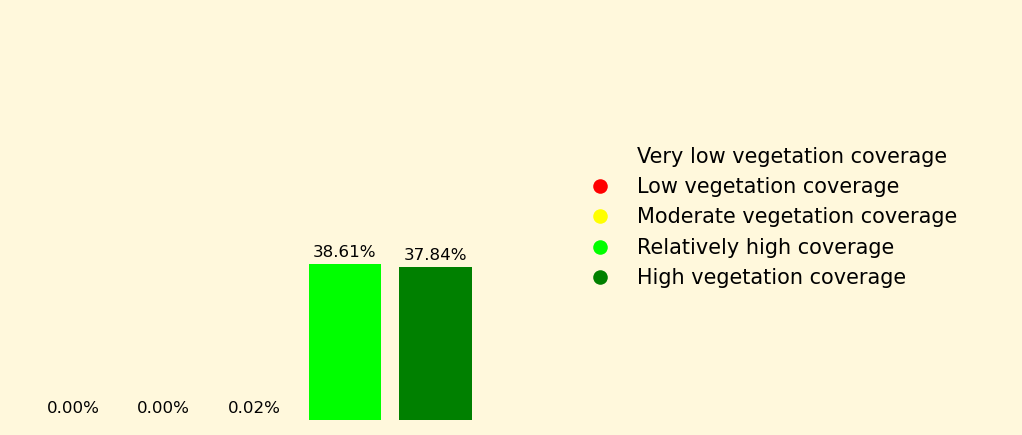 Very low vegetation coverage
Low vegetation coverage
Moderate vegetation coverage
Relatively high coverage
High vegetation coverage
38.61%
37.84%
0.00%
0.00%
0.02%